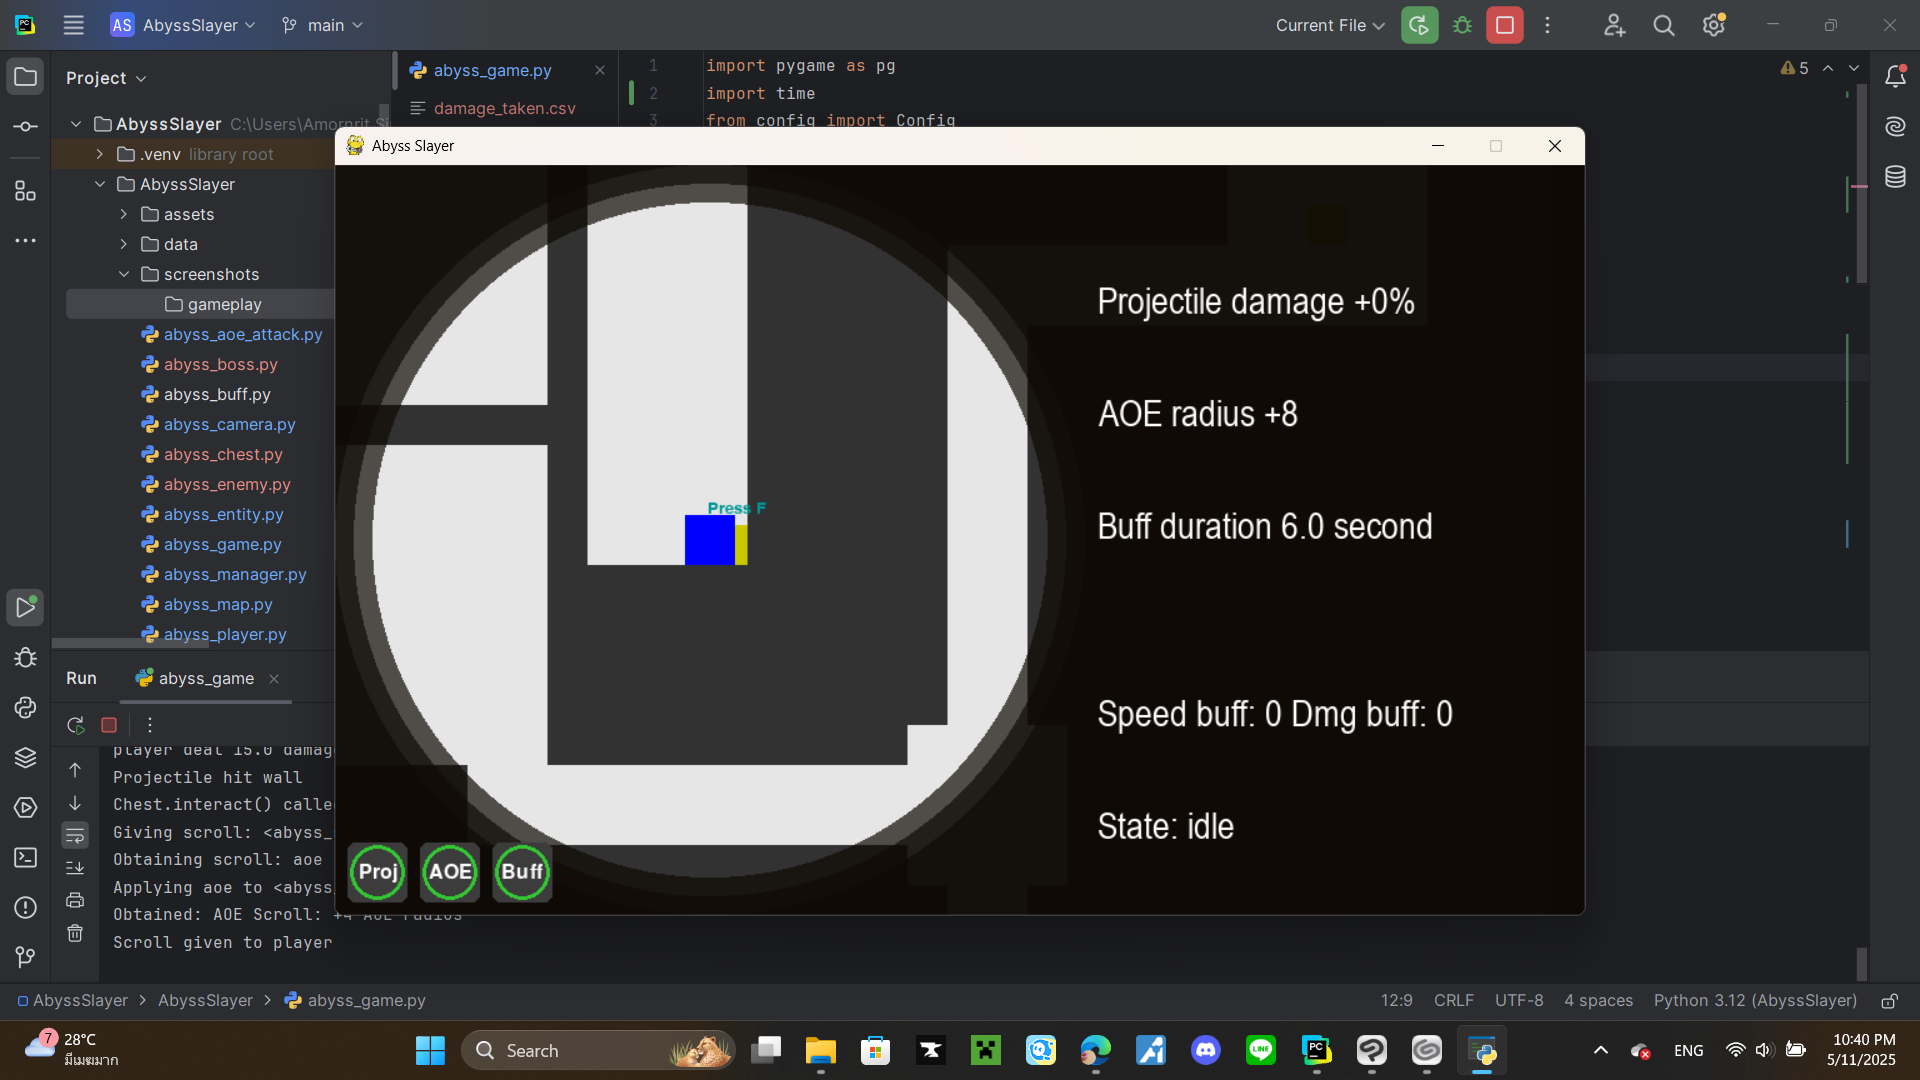 AS AbyssSlayer
main
Current File
Project
abyss_game.py
damage_taken.csv
1 import pygame as pg
2 import time
3 from config import Config
5
AbyssSlayer C:\Users\Amornrit
.venv library root
AbyssSlayer
assets
data
screenshots
gameplay
abyss_aoe_attack.py
abyss_boss.py
abyss_buff.py
abyss_camera.py
abyss_chest.py
abyss_enemy.py
abyss_entity.py
abyss_game.py
abyss_manager.py
abyss_map.py
abyss_player.py
Abyss Slayer
Projectile damage +0%
AOE radius +8
Buff duration 6.0 second
Press F
Speed buff: 0 Dmg buff: 0
State: idle
Proj
AOE
Buff
Run
abyss_game
player deal 15.0 damage
Projectile hit wall
Chest.interact() calle
Giving scroll: <abyss_
Obtaining scroll: aoe
Applying aoe to <abyss
Obtained: AOE Scroll: +4 AOE radius
Scroll given to player
AbyssSlayer > AbyssSlayer > abyss_game.py
12:9 CRLF UTF-8 4 spaces Python 3.12 (AbyssSlayer)
7
28°C
มีเมฆมาก
Search
PC
LINE
ENG
10:40 PM
5/11/2025